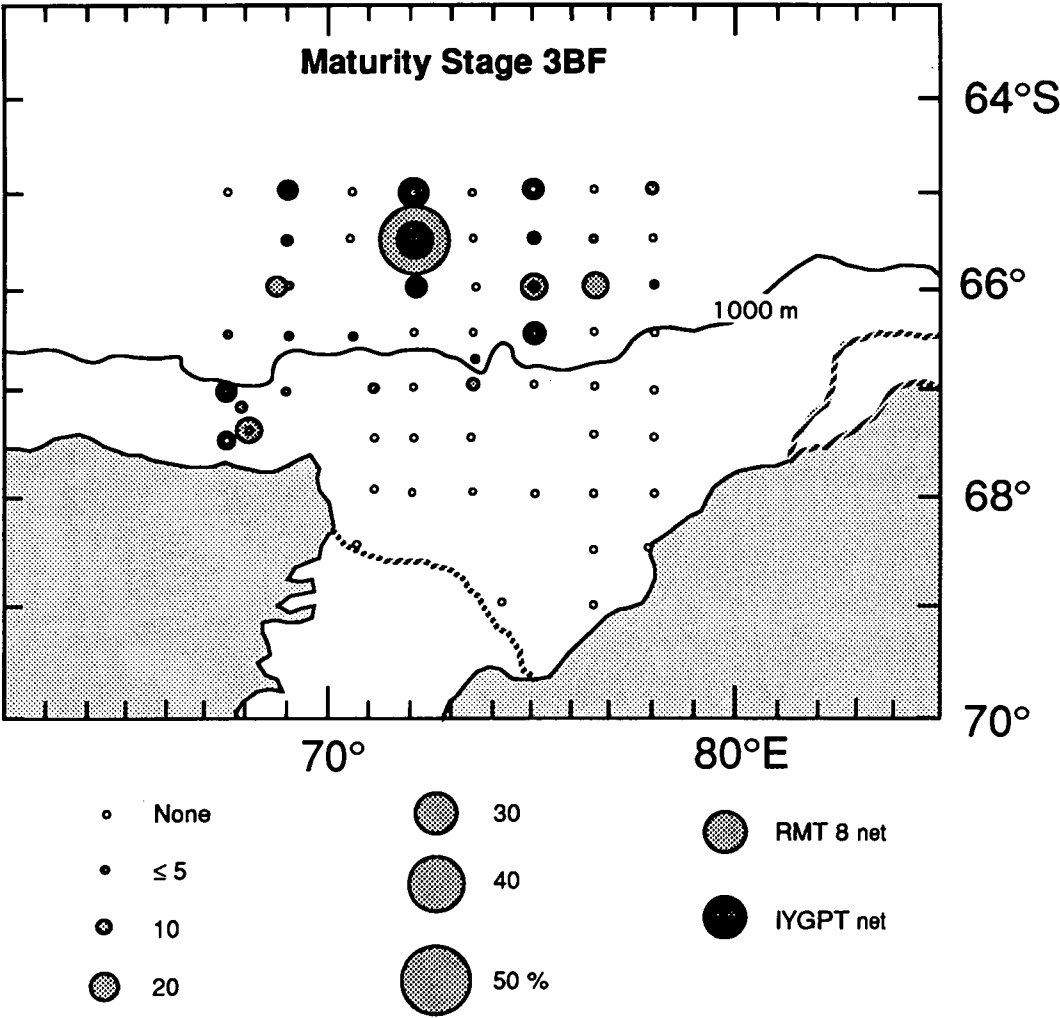 Maturity Stage 3BF
64°S
66°
1000 m
68°
70°
70°
80°E
None
≤ 5
10
20
30
40
50 %
RMT 8 net
IYGPT net